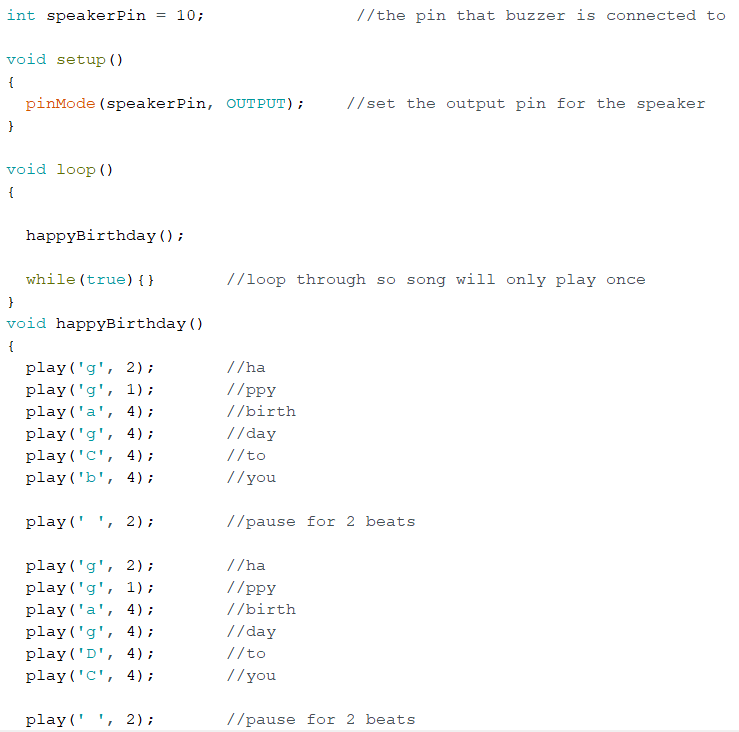 int speakerPin = 10;               //the pin that buzzer is connected to
void setup()
{
  pinMode(speakerPin, OUTPUT);    //set the output pin for the speaker
}
void loop()
{
  happyBirthday();
  while(true){}       //loop through so song will only play once
}
void happyBirthday()
{
  play('g', 2);       //ha
  play('g', 1);       //ppy
  play('a', 4);       //birth
  play('g', 4);       //day
  play('C', 4);       //to
  play('b', 4);       //you
  play(' ', 2);       //pause for 2 beats
  play('g', 2);       //ha
  play('g', 1);       //ppy
  play('a', 4);       //birth
  play('g', 4);       //day
  play('D', 4);       //to
  play('C', 4);       //you
  play(' ', 2);       //pause for 2 beats